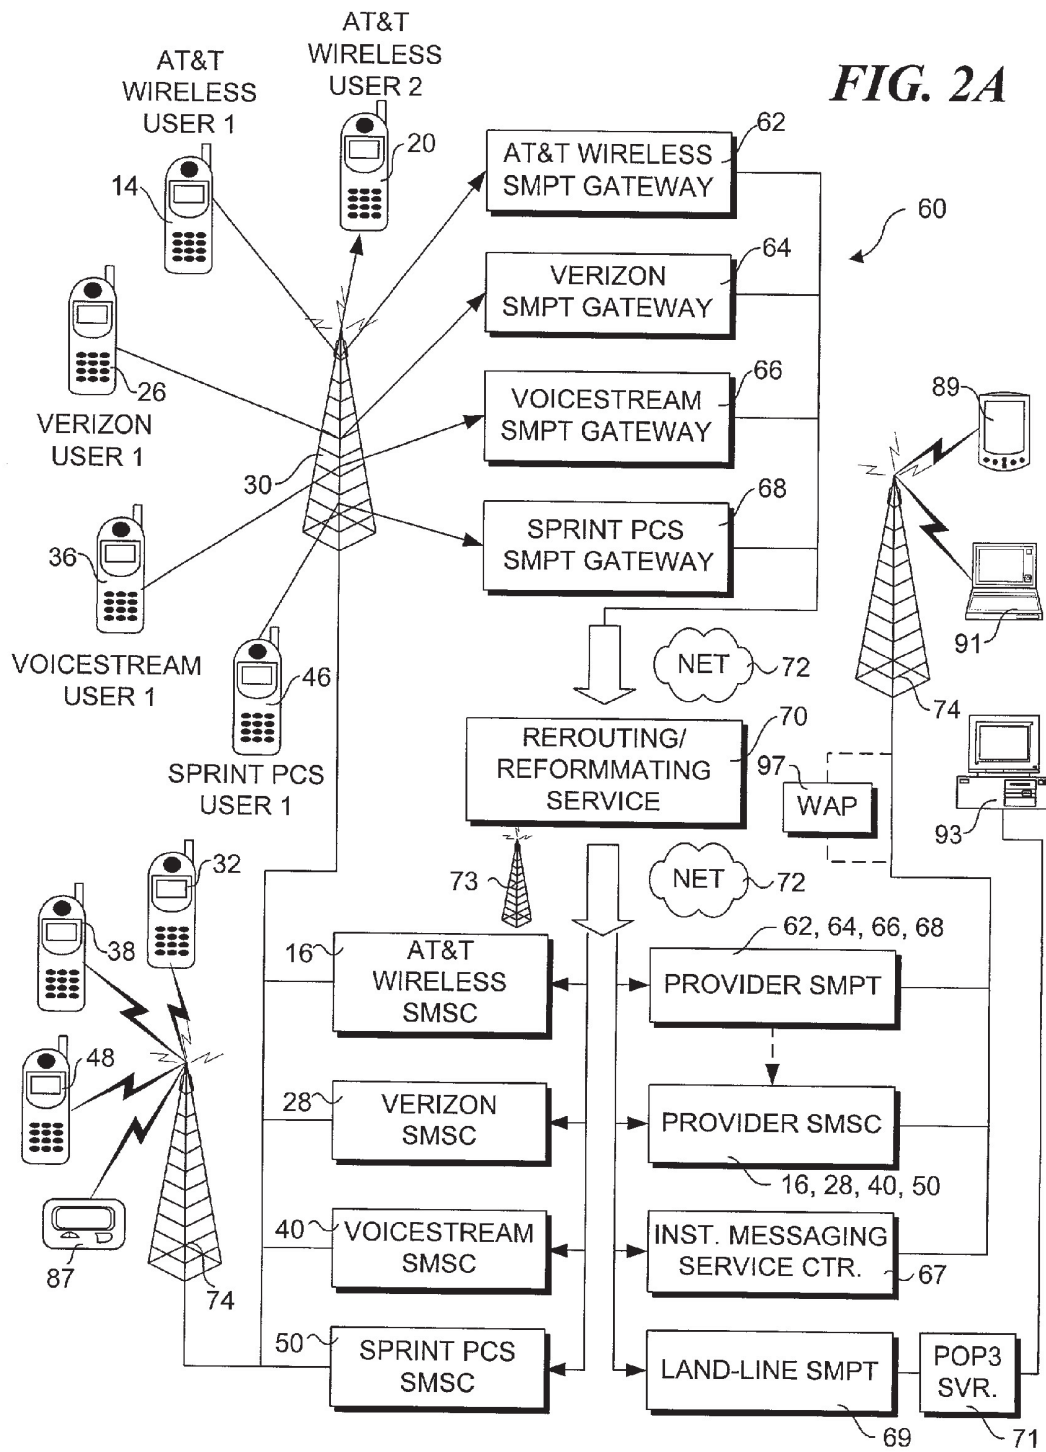 FIG. 2A
AT&T
WIRELESS
USER 1
AT&T
WIRELESS
USER 2
14
20
62
AT&T WIRELESS
SMPT GATEWAY
60
64
VERIZON
SMPT GATEWAY
26
VERIZON
USER 1
66
VOICESTREAM
SMPT GATEWAY
89
30
68
SPRINT PCS
SMPT GATEWAY
36
VOICESTREAM
USER 1
91
46
SPRINT PCS
USER 1
NET
72
74
70
REROUTING/
REFORMMATING
SERVICE
97
WAP
93
32
38
73
NET
72
48
87
74
16
AT&T
WIRELESS
SMSC
62, 64, 66, 68
PROVIDER SMPT
28
VERIZON
SMSC
PROVIDER SMSC
16, 28, 40, 50
40
VOICESTREAM
SMSC
INST. MESSAGING
SERVICE CTR.
67
50
SPRINT PCS
SMSC
LAND-LINE SMPT
69
POP3
SVR.
71